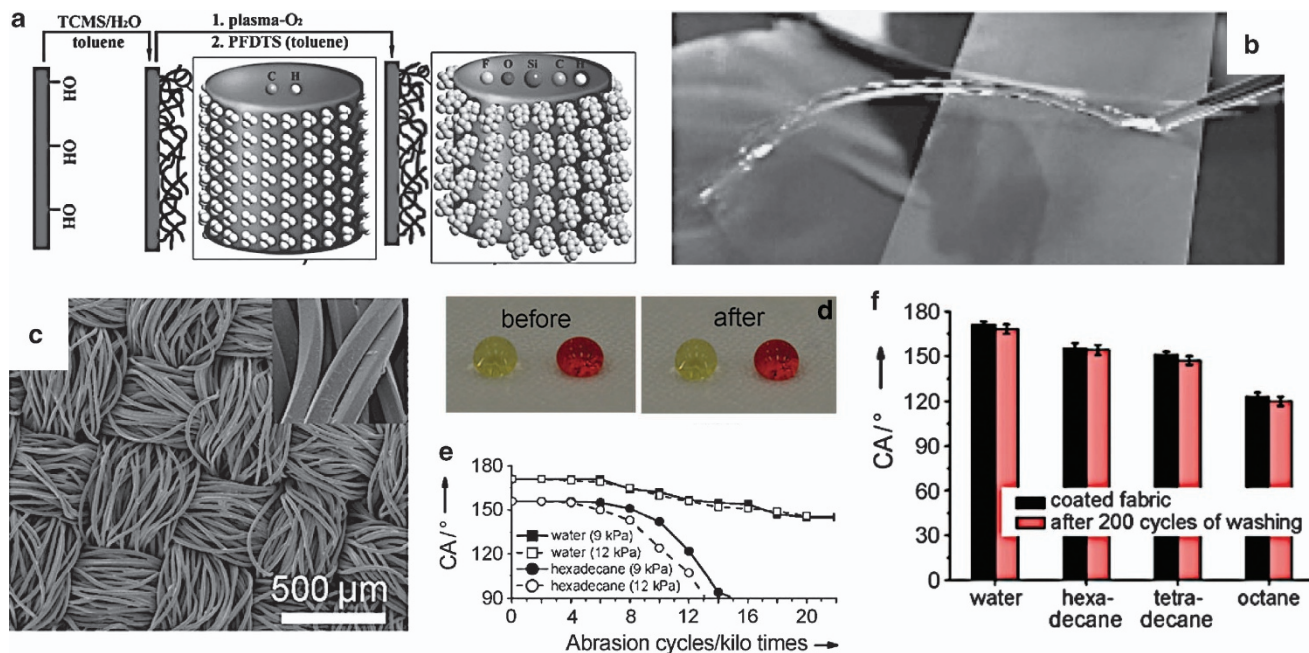 a
TCMS/H₂O
toluene
1. plasma-O₂
2. PFDTS (toluene)
HO
HO
HO
C H
F O Si C H
b
c
500 µm
before
after
d
e
CA/°
180
150
120
90
water (9 kPa)
water (12 kPa)
hexadecane (9 kPa)
hexadecane (12 kPa)
0 4 8 12 16 20
Abrasion cycles/kilo times
f
CA/°
180
150
120
90
60
30
0
coated fabric
after 200 cycles of washing
water
hexa-
decane
tetra-
decane
octane